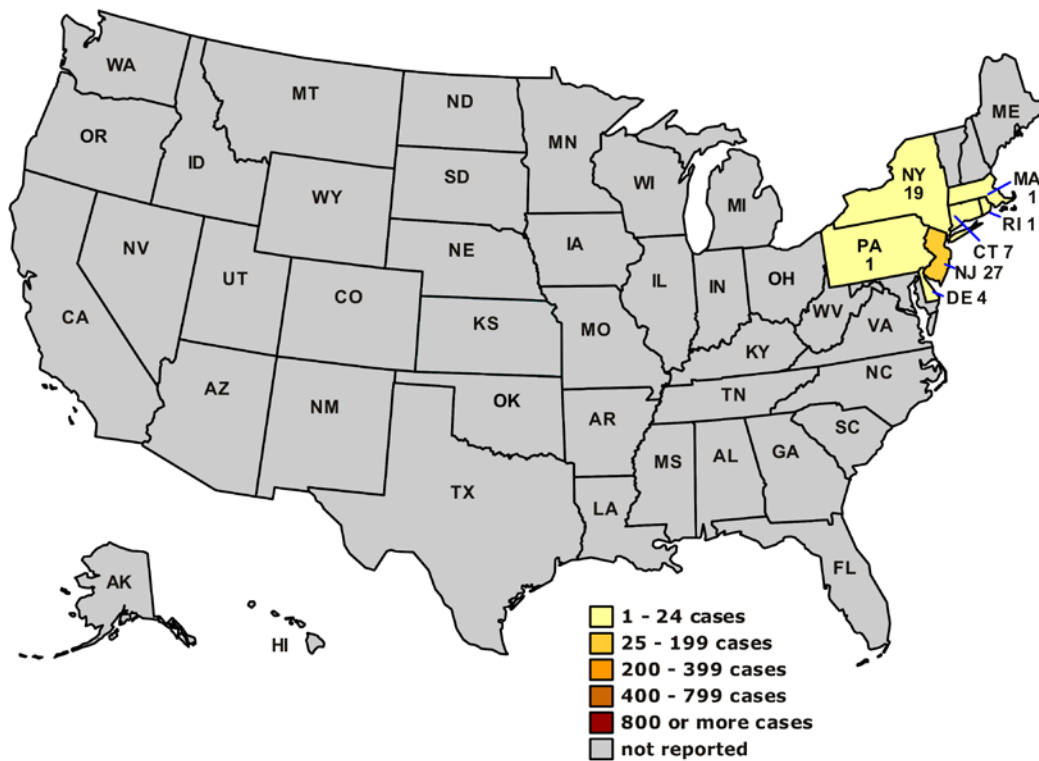 WA
MT
ND
MN
ME
OR
ID
SD
WI
NY
19
MA
1
WY
MI
RI 1
NV
NE
IA
PA
1
CT 7
NJ 27
UT
CO
IL
IN
OH
DE 4
CA
KS
MO
WV
VA
KY
AZ
NM
OK
AR
TN
NC
SC
MS
AL
GA
TX
LA
FL
AK
HI
1 - 24 cases
25 - 199 cases
200 - 399 cases
400 - 799 cases
800 or more cases
not reported